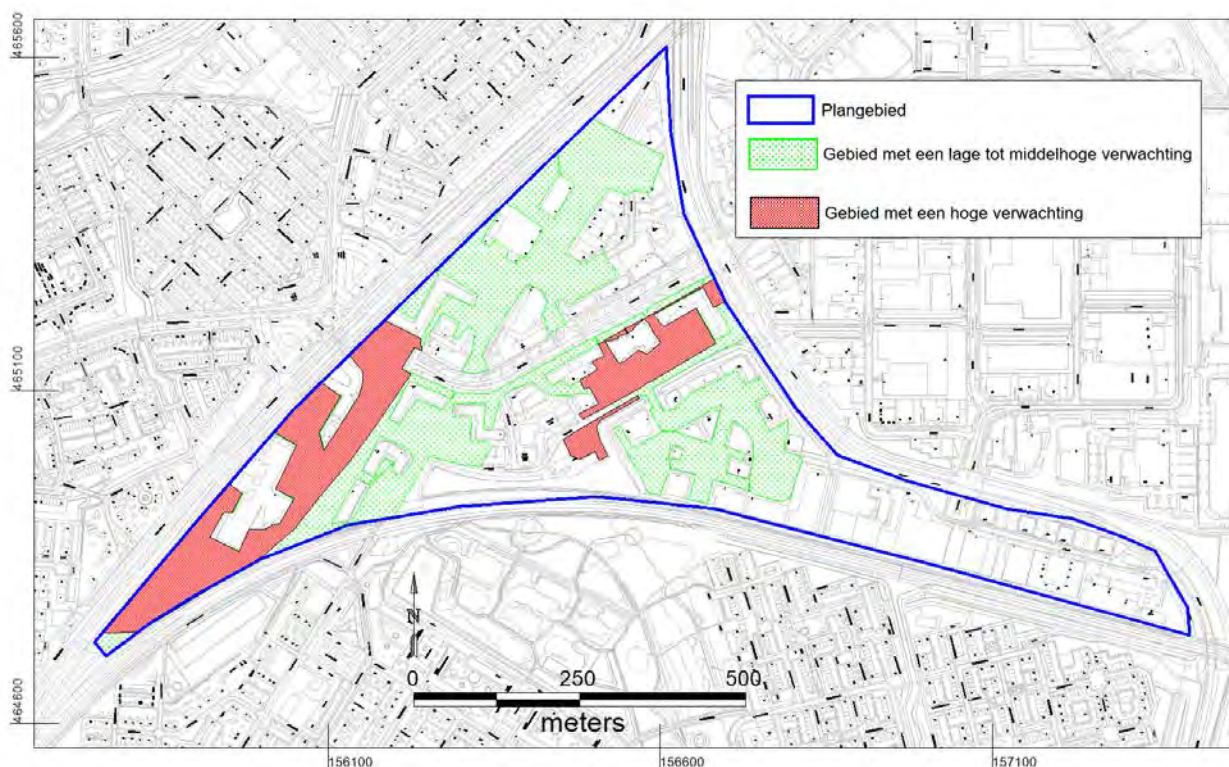 465600
Plangebied
Gebied met een lage tot middelhoge verwachting
Gebied met een hoge verwachting
465100
N
0 250 500
meters
464600
156100 156600 157100